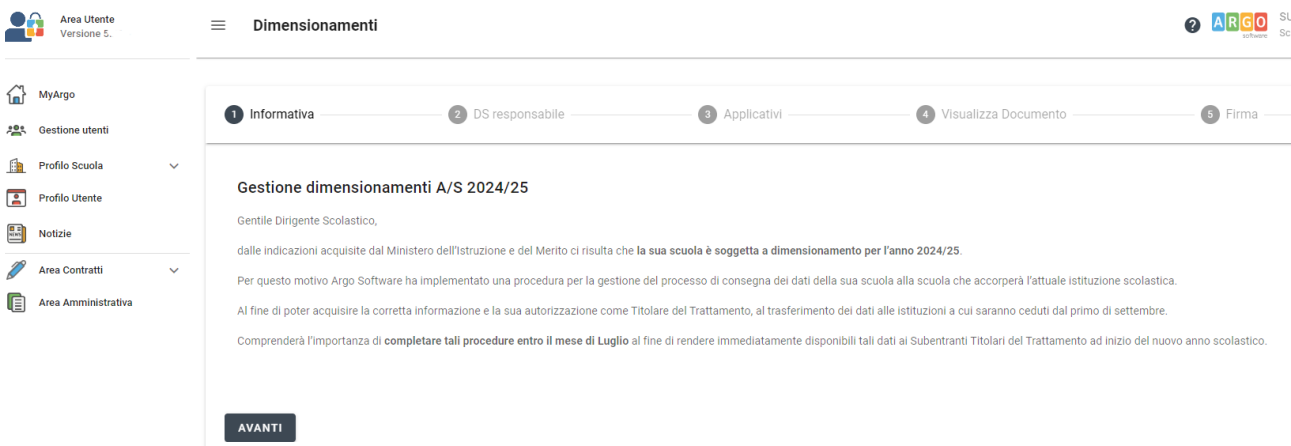 Area Utente
Versione 5.
Dimensionamenti
?
ARGO
software
SU
Sc
MyArgo
Gestione utenti
Profilo Scuola
Profilo Utente
NEWS
Notizie
Area Contratti
Area Amministrativa
1 Informativa
2 DS responsabile
3 Applicativi
4 Visualizza Documento
5 Firma
Gestione dimensionamenti A/S 2024/25
Gentile Dirigente Scolastico,
dalle indicazioni acquisite dal Ministero dell'Istruzione e del Merito ci risulta che la sua scuola è soggetta a dimensionamento per l'anno 2024/25.
Per questo motivo Argo Software ha implementato una procedura per la gestione del processo di consegna dei dati della sua scuola alla scuola che accorperà l'attuale istituzione scolastica.
Al fine di poter acquisire la corretta informazione e la sua autorizzazione come Titolare del Trattamento, al trasferimento dei dati alle istituzioni a cui saranno ceduti dal primo di settembre.
Comprenderà l'importanza di completare tali procedure entro il mese di Luglio al fine di rendere immediatamente disponibili tali dati ai Subentranti Titolari del Trattamento ad inizio del nuovo anno scolastico.
AVANTI